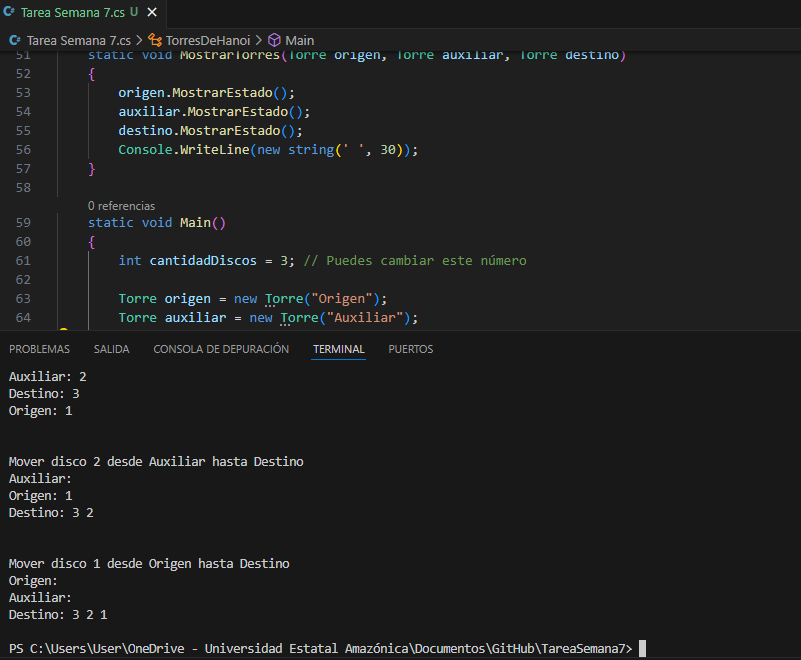 Tarea Semana 7.cs U
Tarea Semana 7.cs > TorresDeHanoi > Main
51 static void MostrarTorres(Torre origen, Torre auxiliar, Torre destino)
52 {
53 origen.MostrarEstado();
54 auxiliar.MostrarEstado();
55 destino.MostrarEstado();
56 Console.WriteLine(new string(' ', 30));
57 }
58
0 referencias
59 static void Main()
60 {
61 int cantidadDiscos = 3; // Puedes cambiar este número
62
63 Torre origen = new Torre("Origen");
64 Torre auxiliar = new Torre("Auxiliar");
PROBLEMAS SALIDA CONSOLA DE DEPURACIÓN TERMINAL PUERTOS
Auxiliar: 2
Destino: 3
Origen: 1
Mover disco 2 desde Auxiliar hasta Destino
Auxiliar:
Origen: 1
Destino: 3 2
Mover disco 1 desde Origen hasta Destino
Origen:
Auxiliar:
Destino: 3 2 1
PS C:\Users\User\OneDrive - Universidad Estatal Amazónica\Documentos\GitHub\TareaSemana7>